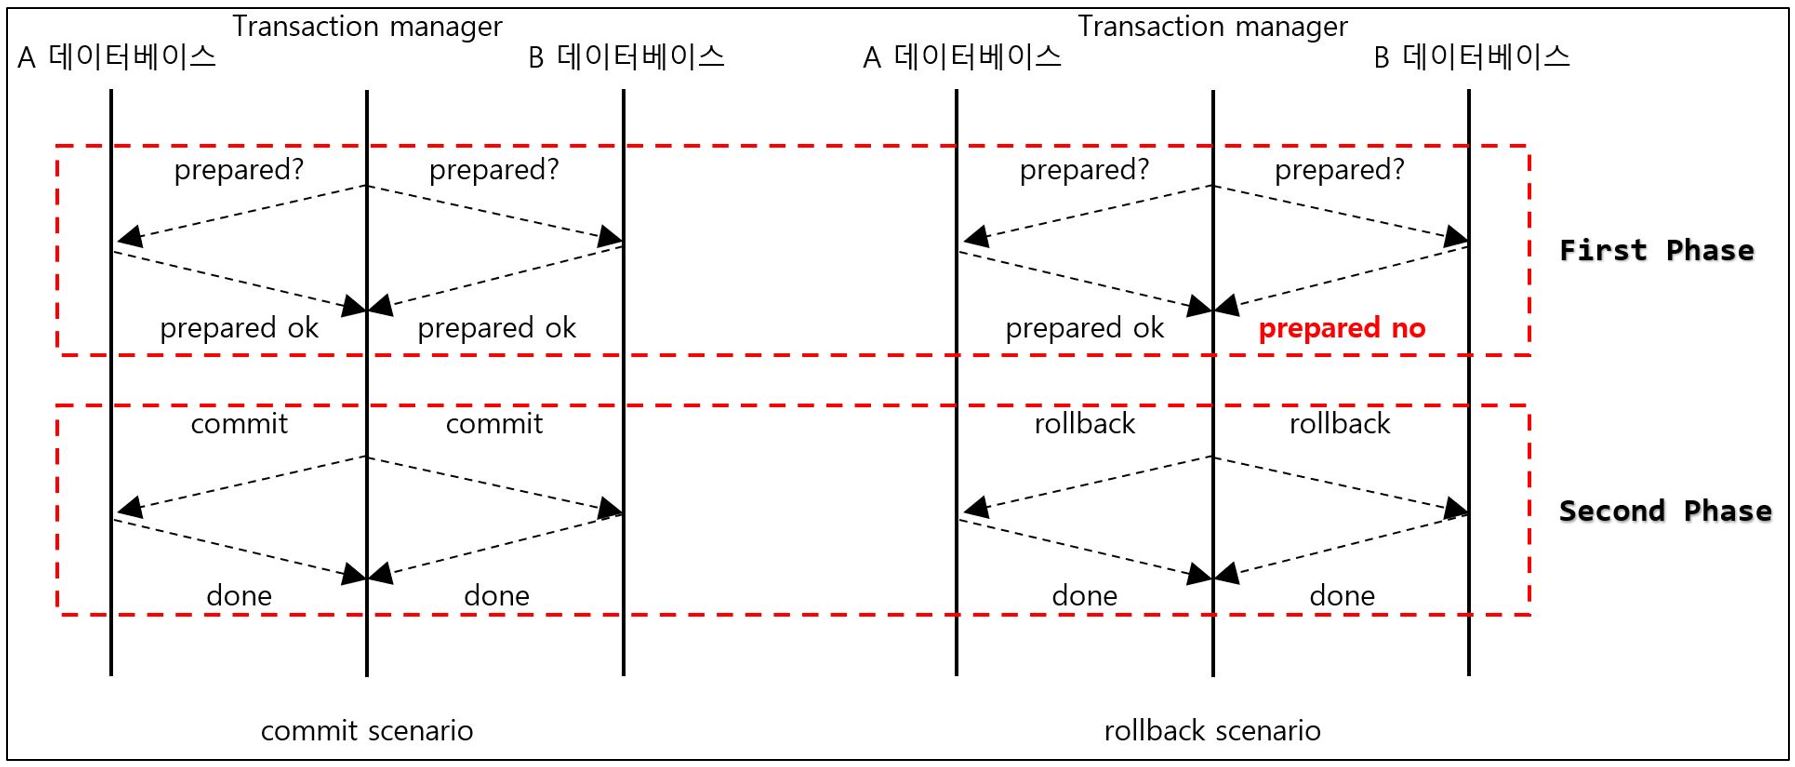 Transaction manager
A 데이터베이스
B 데이터베이스
prepared?
prepared?
prepared ok
prepared ok
commit
commit
done
done
commit scenario
Transaction manager
A 데이터베이스
B 데이터베이스
prepared?
prepared?
prepared ok
prepared no
rollback
rollback
done
done
rollback scenario
First Phase
Second Phase